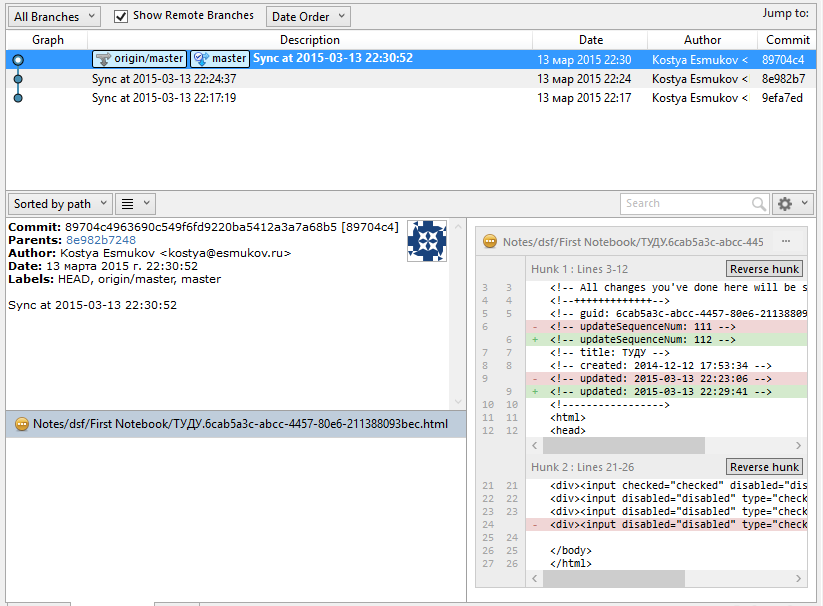 All Branches Show Remote Branches Date Order Jump to:
Graph Description Date Author Commit
origin/master master Sync at 2015-03-13 22:30:52 13 мар 2015 22:30 Kostya Esmukov < 89704c4
Sync at 2015-03-13 22:24:37 13 мар 2015 22:24 Kostya Esmukov < 8e982b7
Sync at 2015-03-13 22:17:19 13 мар 2015 22:17 Kostya Esmukov < 9efa7ed
Sorted by path Search
Commit: 89704c4963690c549f6fd9220ba5412a3a7a68b5 [89704c4]
Parents: 8e982b7248
Author: Kostya Esmukov <kostya@esmukov.ru>
Date: 13 марта 2015 г. 22:30:52
Labels: HEAD, origin/master, master
Sync at 2015-03-13 22:30:52
Notes/dsf/First Notebook/ТУДУ.6cab5a3c-abcc-4457-80e6-211388093bec.html
Notes/dsf/First Notebook/ТУДУ.6cab5a3c-abcc-445 ...
Hunk 1 : Lines 3-12 Reverse hunk
3 3 <!-- All changes you've done here will be s
4 4 <!--+++++++++++++-->
5 5 <!-- guid: 6cab5a3c-abcc-4457-80e6-21138809
6 - <!-- updateSequenceNum: 111 -->
6 + <!-- updateSequenceNum: 112 -->
7 7 <!-- title: ТУДУ -->
8 8 <!-- created: 2014-12-12 17:53:34 -->
9 - <!-- updated: 2015-03-13 22:23:06 -->
9 + <!-- updated: 2015-03-13 22:29:41 -->
10 10 <!----------------->
11 11 <html>
12 12 <head>
Hunk 2 : Lines 21-26 Reverse hunk
21 21 <div><input checked="checked" disabled="dis
22 22 <div><input disabled="disabled" type="check
23 23 <div><input disabled="disabled" type="check
24 - <div><input disabled="disabled" type="check
25 24
26 25 </body>
27 26 </html>